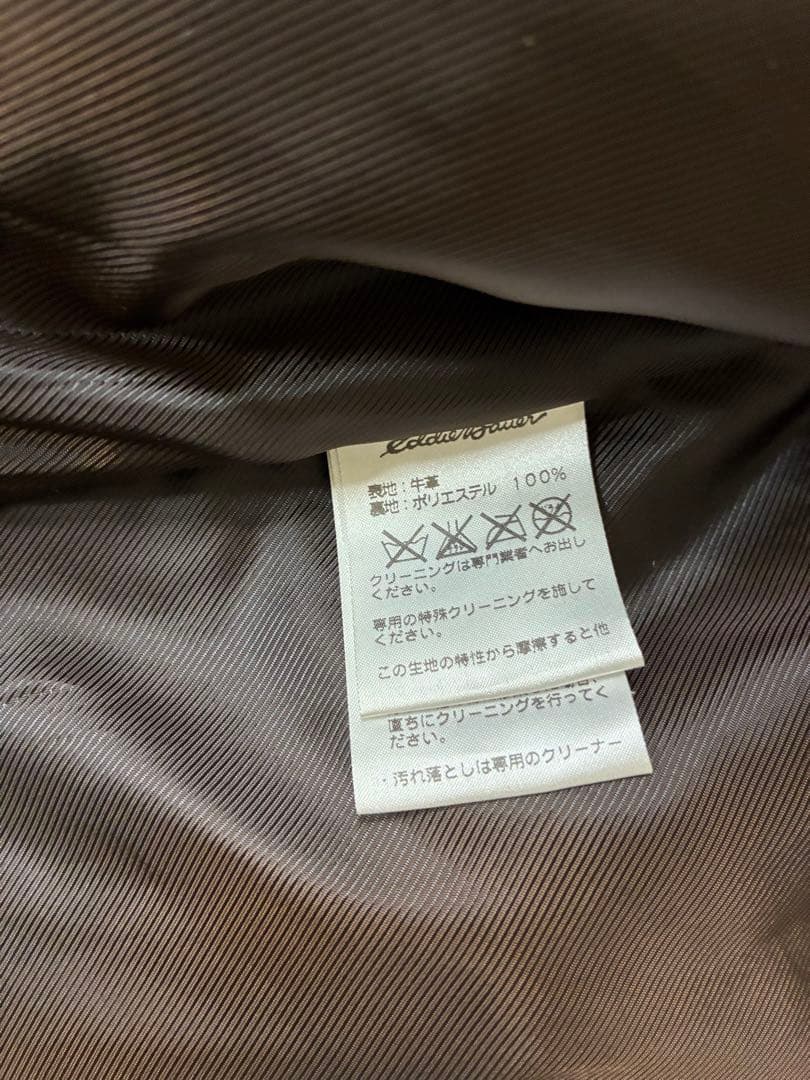 Eddie Bauer
表地：牛革
裏地：ポリエステル 100%
クリーニングは専門業者へお出し
ください。
専用の特殊クリーニングを施して
ください。
この生地の特性から摩擦すると他
直ちにクリーニングを行ってく
ださい。
・汚れ落としは専用のクリーナー